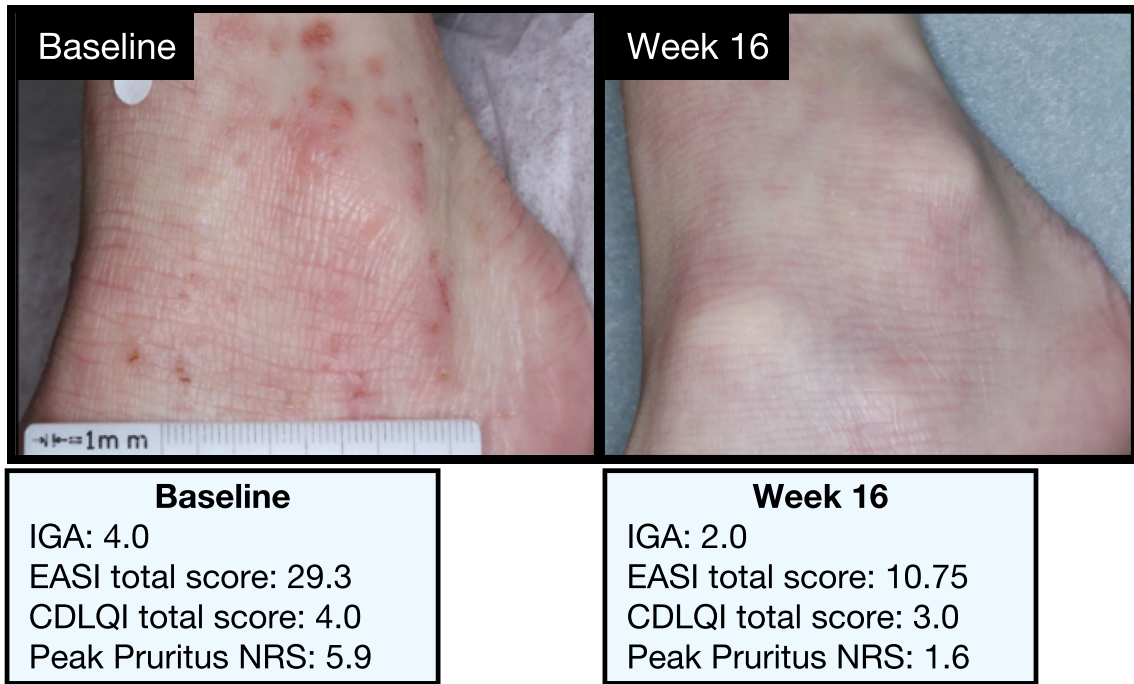 Baseline
Week 16
1m m
Baseline
IGA: 4.0
EASI total score: 29.3
CDLQI total score: 4.0
Peak Pruritus NRS: 5.9
Week 16
IGA: 2.0
EASI total score: 10.75
CDLQI total score: 3.0
Peak Pruritus NRS: 1.6